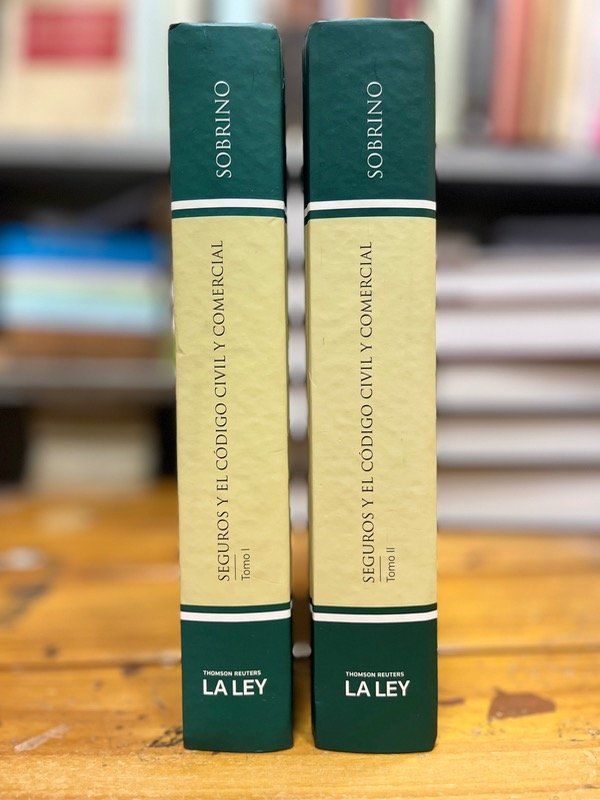 SOBRINO
SEGUROS Y EL CÓDIGO CIVIL Y COMERCIAL
Tomo I
THOMSON REUTERS
LA LEY
SOBRINO
SEGUROS Y EL CÓDIGO CIVIL Y COMERCIAL
Tomo II
THOMSON REUTERS
LA LEY